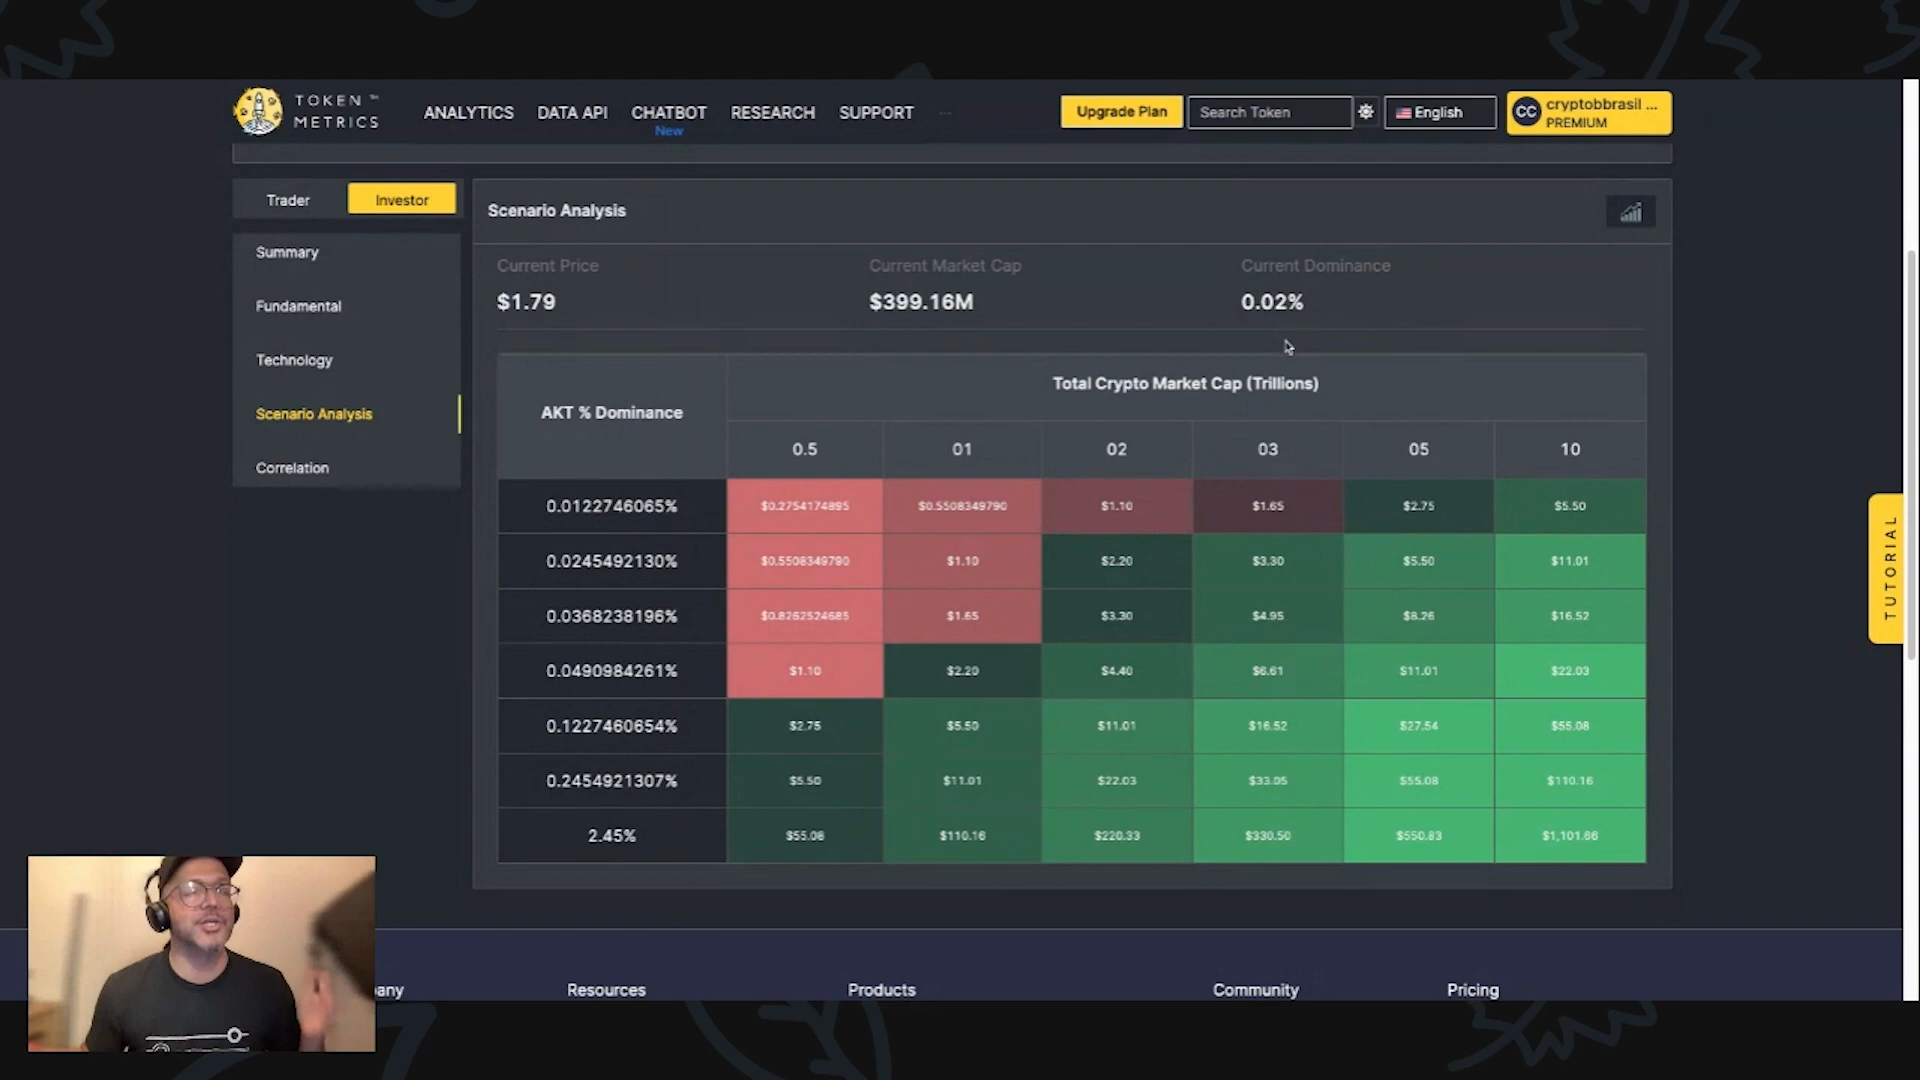 TOKEN ™
METRICS
ANALYTICS DATA API CHATBOT RESEARCH SUPPORT ...
New
Upgrade Plan Search Token English
CC cryptobbrasil ...
PREMIUM
Trader Investor
Summary
Fundamental
Technology
Scenario Analysis
Correlation
Scenario Analysis
Current Price Current Market Cap Current Dominance
$1.79 $399.16M 0.02%
AKT % Dominance Total Crypto Market Cap (Trillions)
0.5 01 02 03 05 10
0.0122746065% $0.2754174895 $0.5508349790 $1.10 $1.65 $2.75 $5.50
0.0245492130% $0.5508349790 $1.10 $2.20 $3.30 $5.50 $11.01
0.0368238196% $0.8262524685 $1.65 $3.30 $4.95 $8.26 $16.52
0.0490984261% $1.10 $2.20 $4.40 $6.61 $11.01 $22.03
0.1227460654% $2.75 $5.50 $11.01 $16.52 $27.54 $55.08
0.2454921307% $5.50 $11.01 $22.03 $33.05 $55.08 $110.16
2.45% $55.08 $110.16 $220.33 $330.50 $550.83 $1,101.66
TUTORIAL
any Resources Products Community Pricing